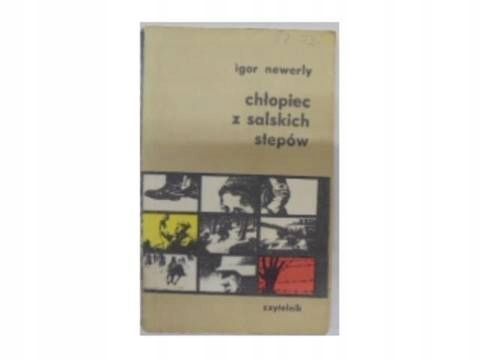 igor newerly
chłopiec
z salskich
stepów
czytelnik